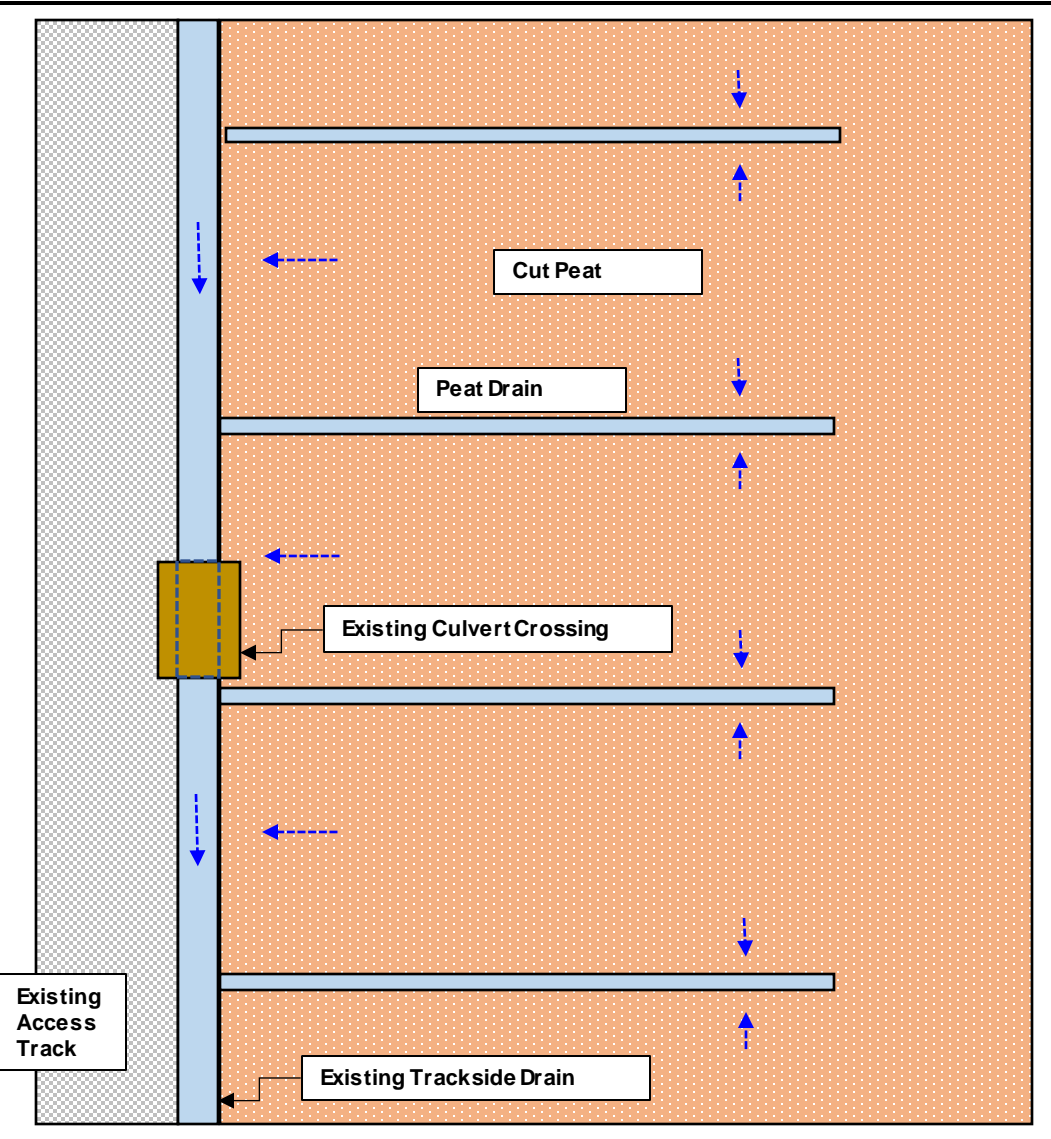 Cut Peat
Peat Drain
Existing Culvert Crossing
Existing
Access
Track
Existing Trackside Drain